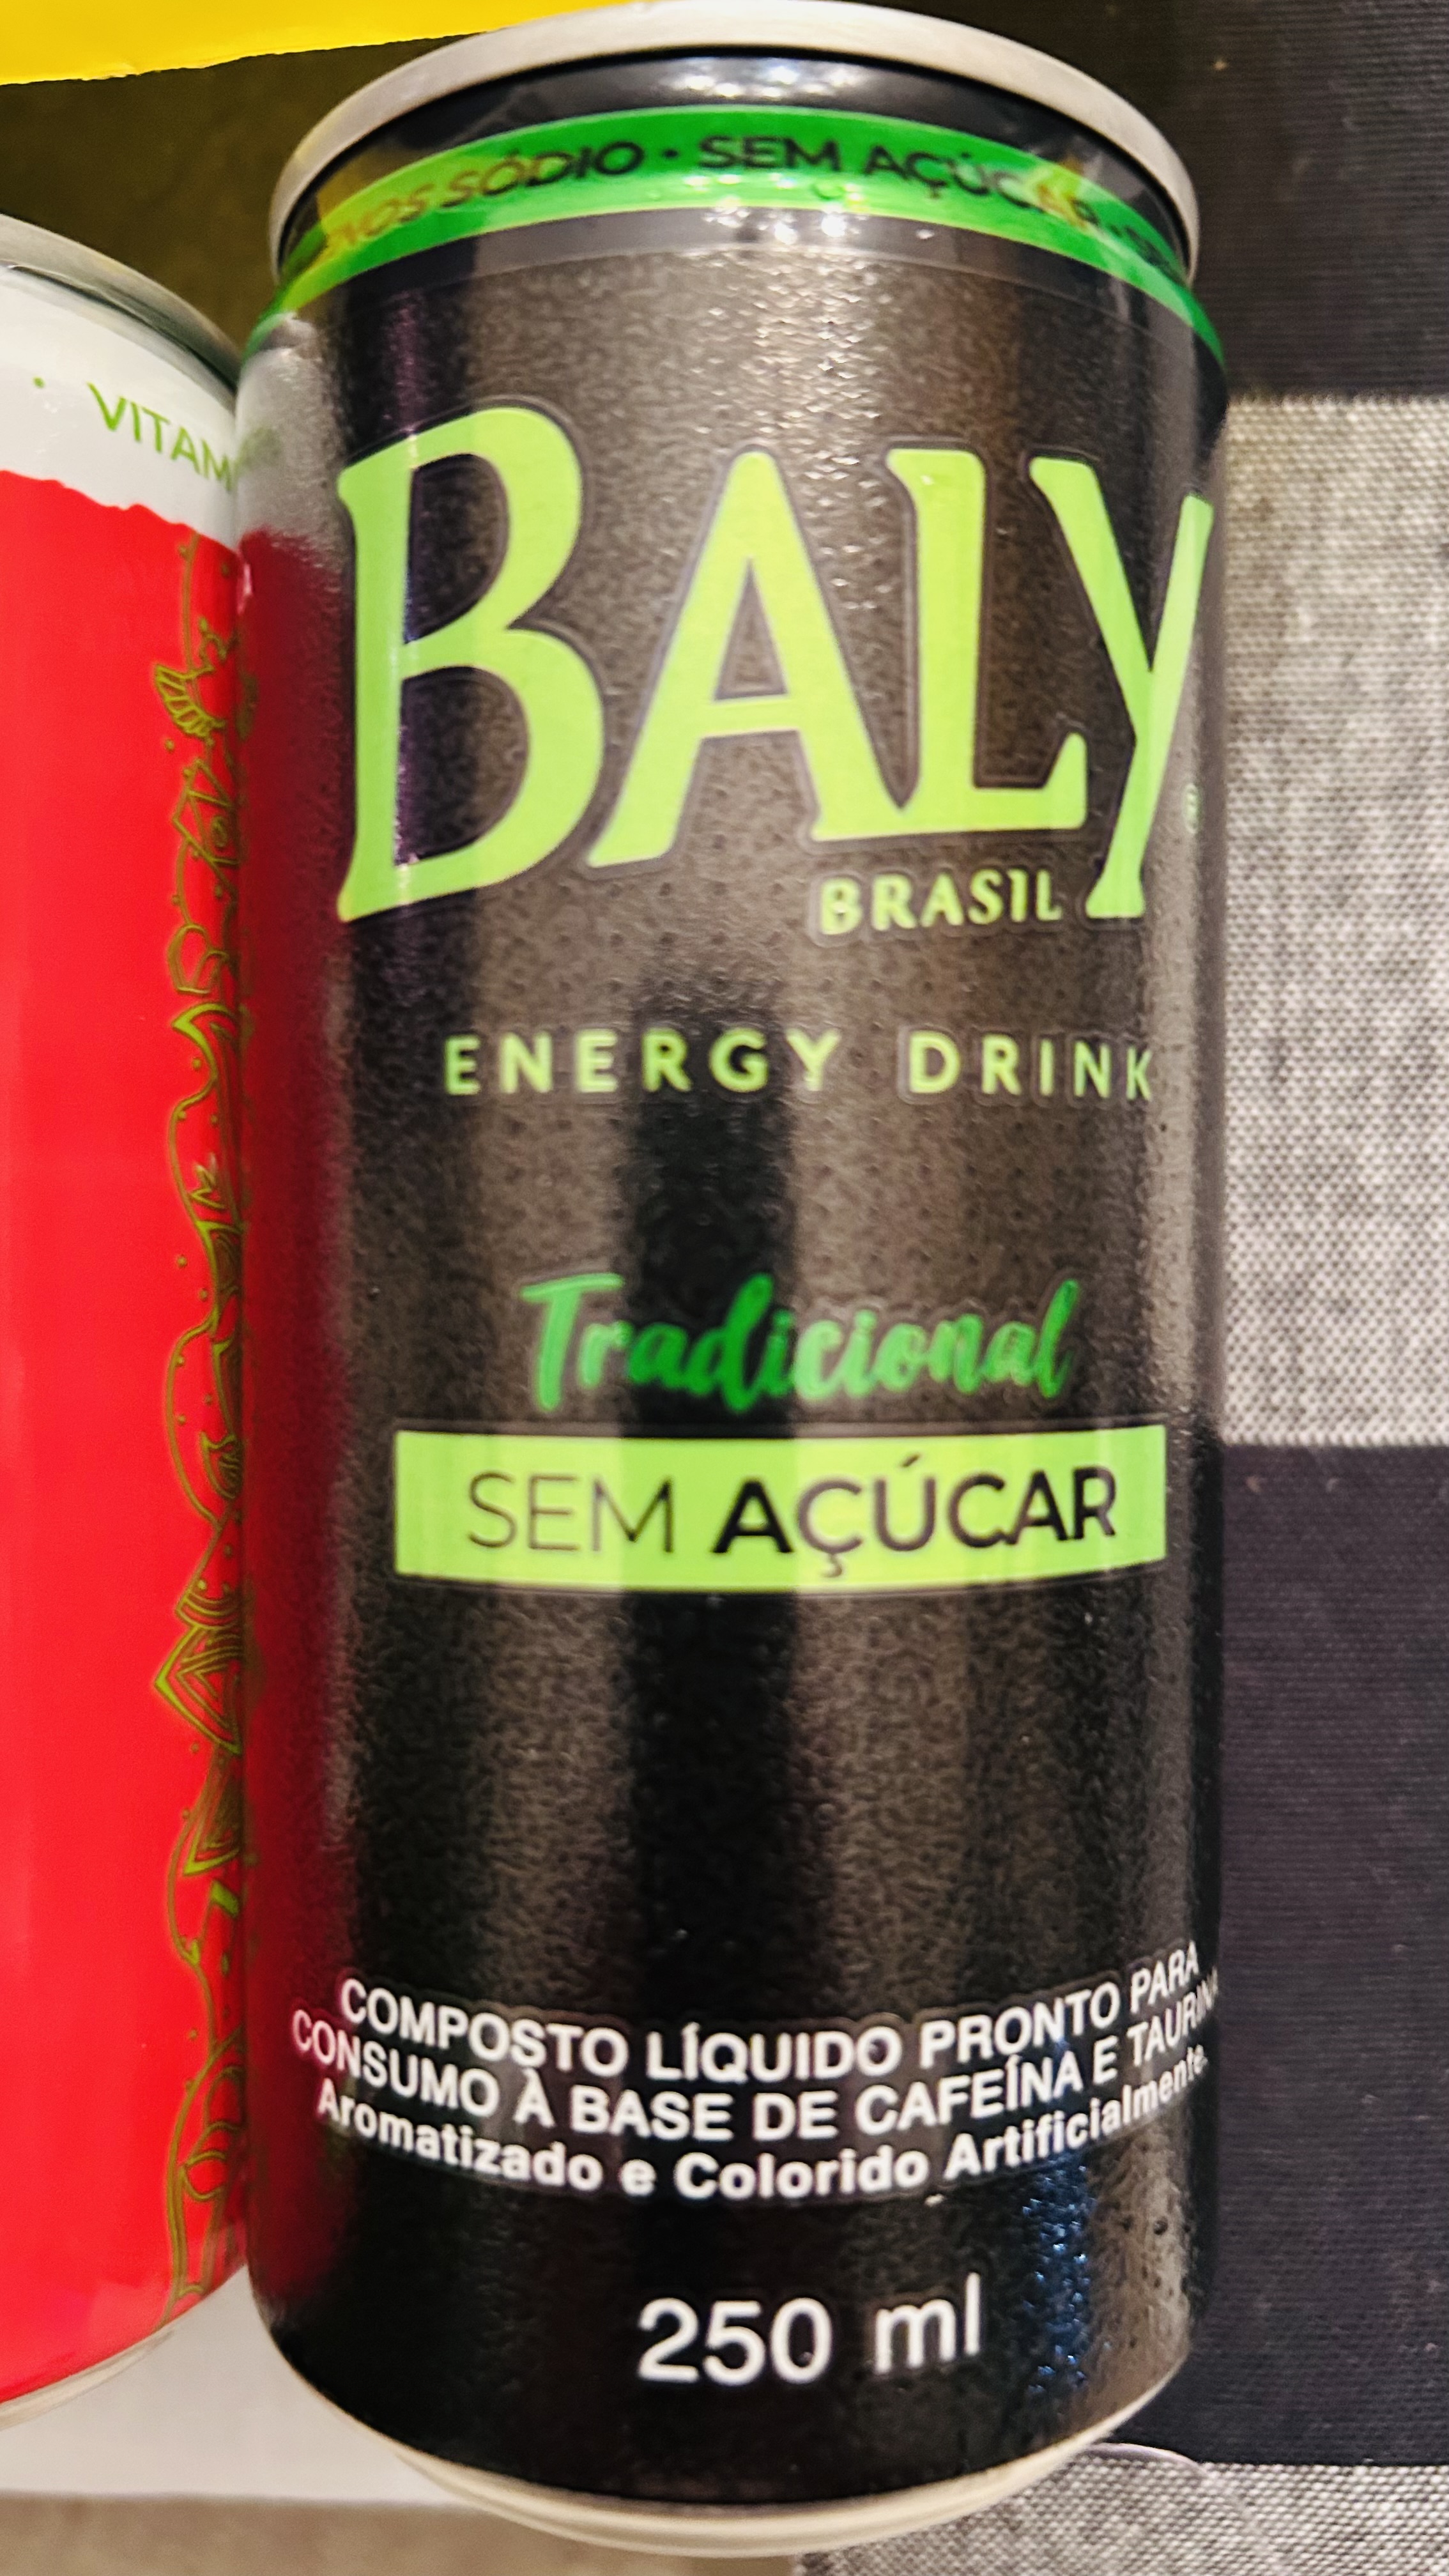 SÓDIO • SEM AÇÚCAR
BALY
BRASIL
ENERGY DRINK
Tradicional
SEM AÇÚCAR
COMPOSTO LÍQUIDO PRONTO PARA
CONSUMO À BASE DE CAFEÍNA E TAURINA
Aromatizado e Colorido Artificialmente.
250 ml
• VITAM